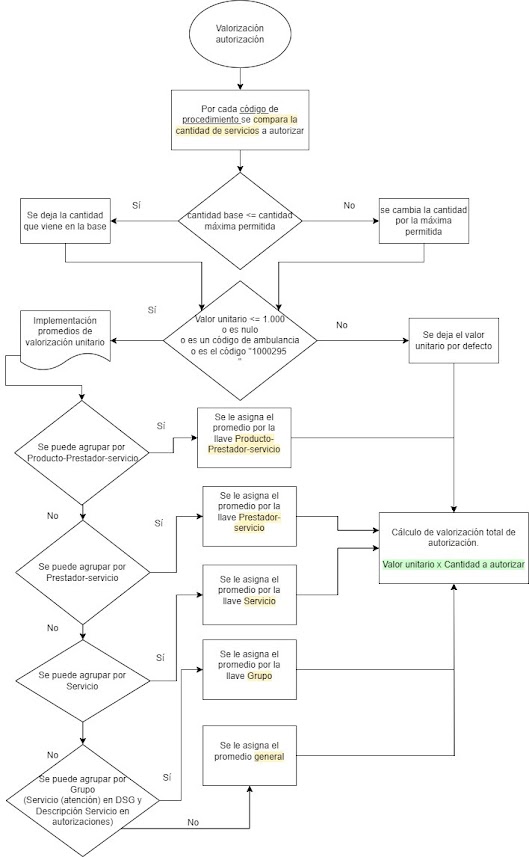 Valorización
autorización
Por cada código de
procedimiento se compara la
cantidad de servicios a autorizar
Sí
cantidad base <= cantidad
máxima permitida
No
Se deja la cantidad
que viene en la base
se cambia la cantidad
por la máxima
permitida
Sí
Valor unitario <= 1.000
o es nulo
o es un código de ambulancia
o es el código "1000295
"
No
Implementación
promedios de
valorización unitario
Se deja el valor
unitario por defecto
Se puede agrupar por
Producto-Prestador-servicio
Sí
Se le asigna el
promedio por la
llave Producto-
Prestador-servicio
No
Se puede agrupar por
Prestador-servicio
Sí
Se le asigna el
promedio por la
llave Prestador-
servicio
Cálculo de valorización total de
autorización.
Valor unitario x Cantidad a autorizar
No
Se puede agrupar por
Servicio
Sí
Se le asigna el
promedio por la
llave Servicio
No
Se puede agrupar por
Grupo
(Servicio (atención) en DSG y
Descripción Servicio en
autorizaciones)
Sí
Se le asigna el
promedio por la
llave Grupo
No
Se le asigna el
promedio general